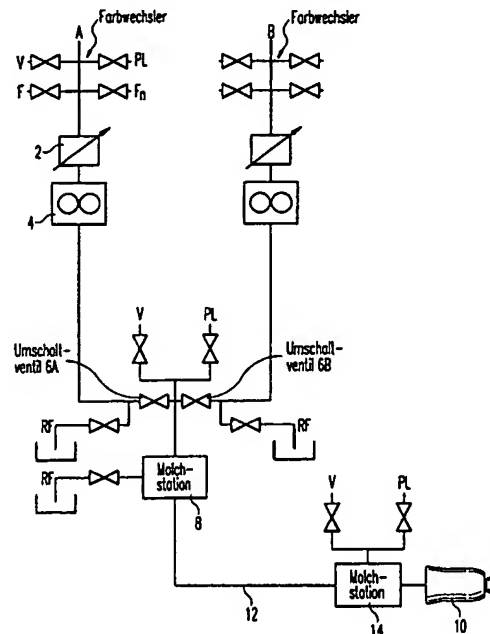 Farbwechsler
Farbwechsler
A
B
V
PL
F
Fn
2
4
V
PL
Umschalt-
ventil 6A
Umschalt-
ventil 6B
RF
RF
RF
Molch-
station
8
V
PL
12
Molch-
station
14
10